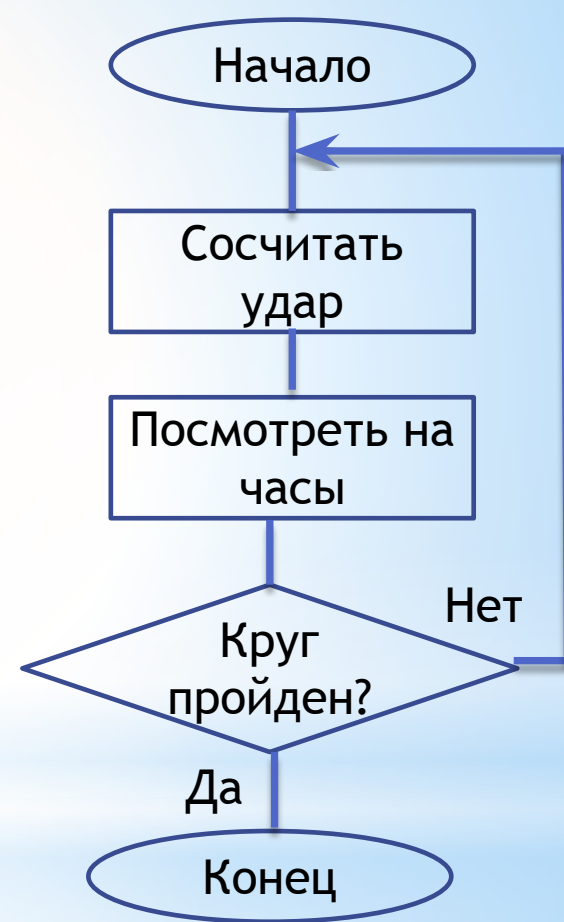 Начало
Сосчитать
удар
Посмотреть на
часы
Нет
Круг
пройден?
Да
Конец